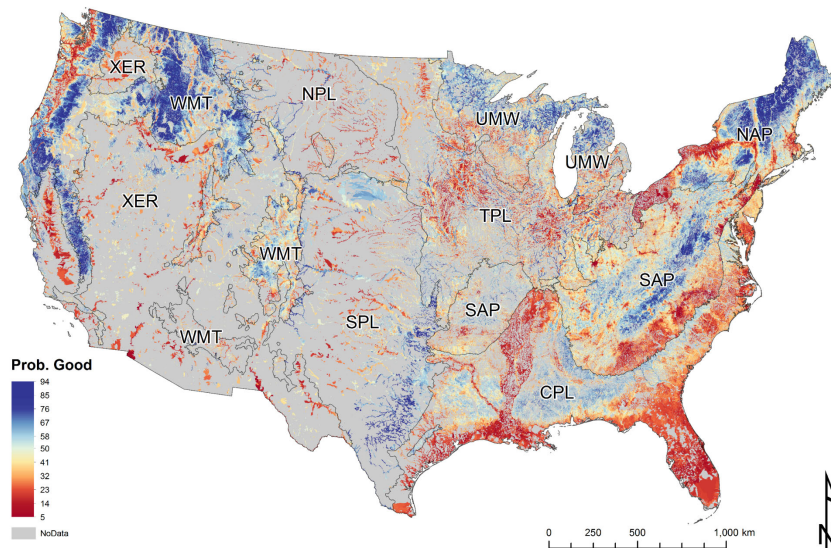 XER
WMT
NPL
UMW
UMW
NAP
XER
WMT
TPL
SAP
SAP
SPL
WMT
CPL
Prob. Good
94
85
76
67
58
50
41
32
23
14
5
NoData
0 250 500 1,000 km
N